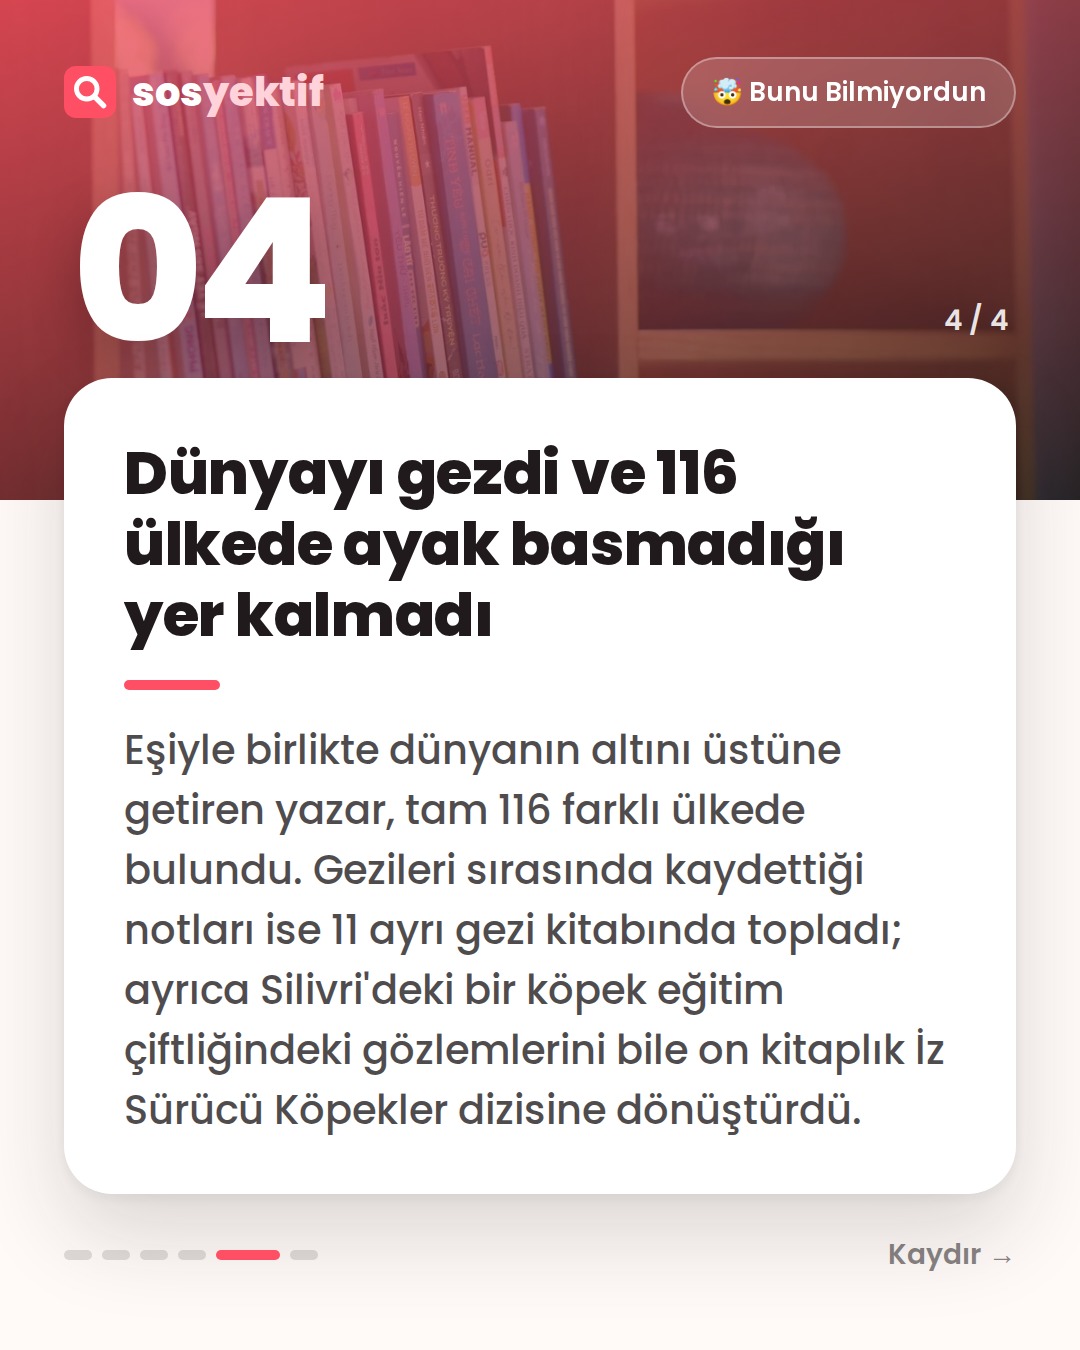 sosyektif
🤯 Bunu Bilmiyordun
04
4 / 4
Dünyayı gezdi ve 116
ülkede ayak basmadığı
yer kalmadı
Eşiyle birlikte dünyanın altını üstüne
getiren yazar, tam 116 farklı ülkede
bulundu. Gezileri sırasında kaydettiği
notları ise 11 ayrı gezi kitabında topladı;
ayrıca Silivri'deki bir köpek eğitim
çiftliğindeki gözlemlerini bile on kitaplık İz
Sürücü Köpekler dizisine dönüştürdü.
Kaydır →